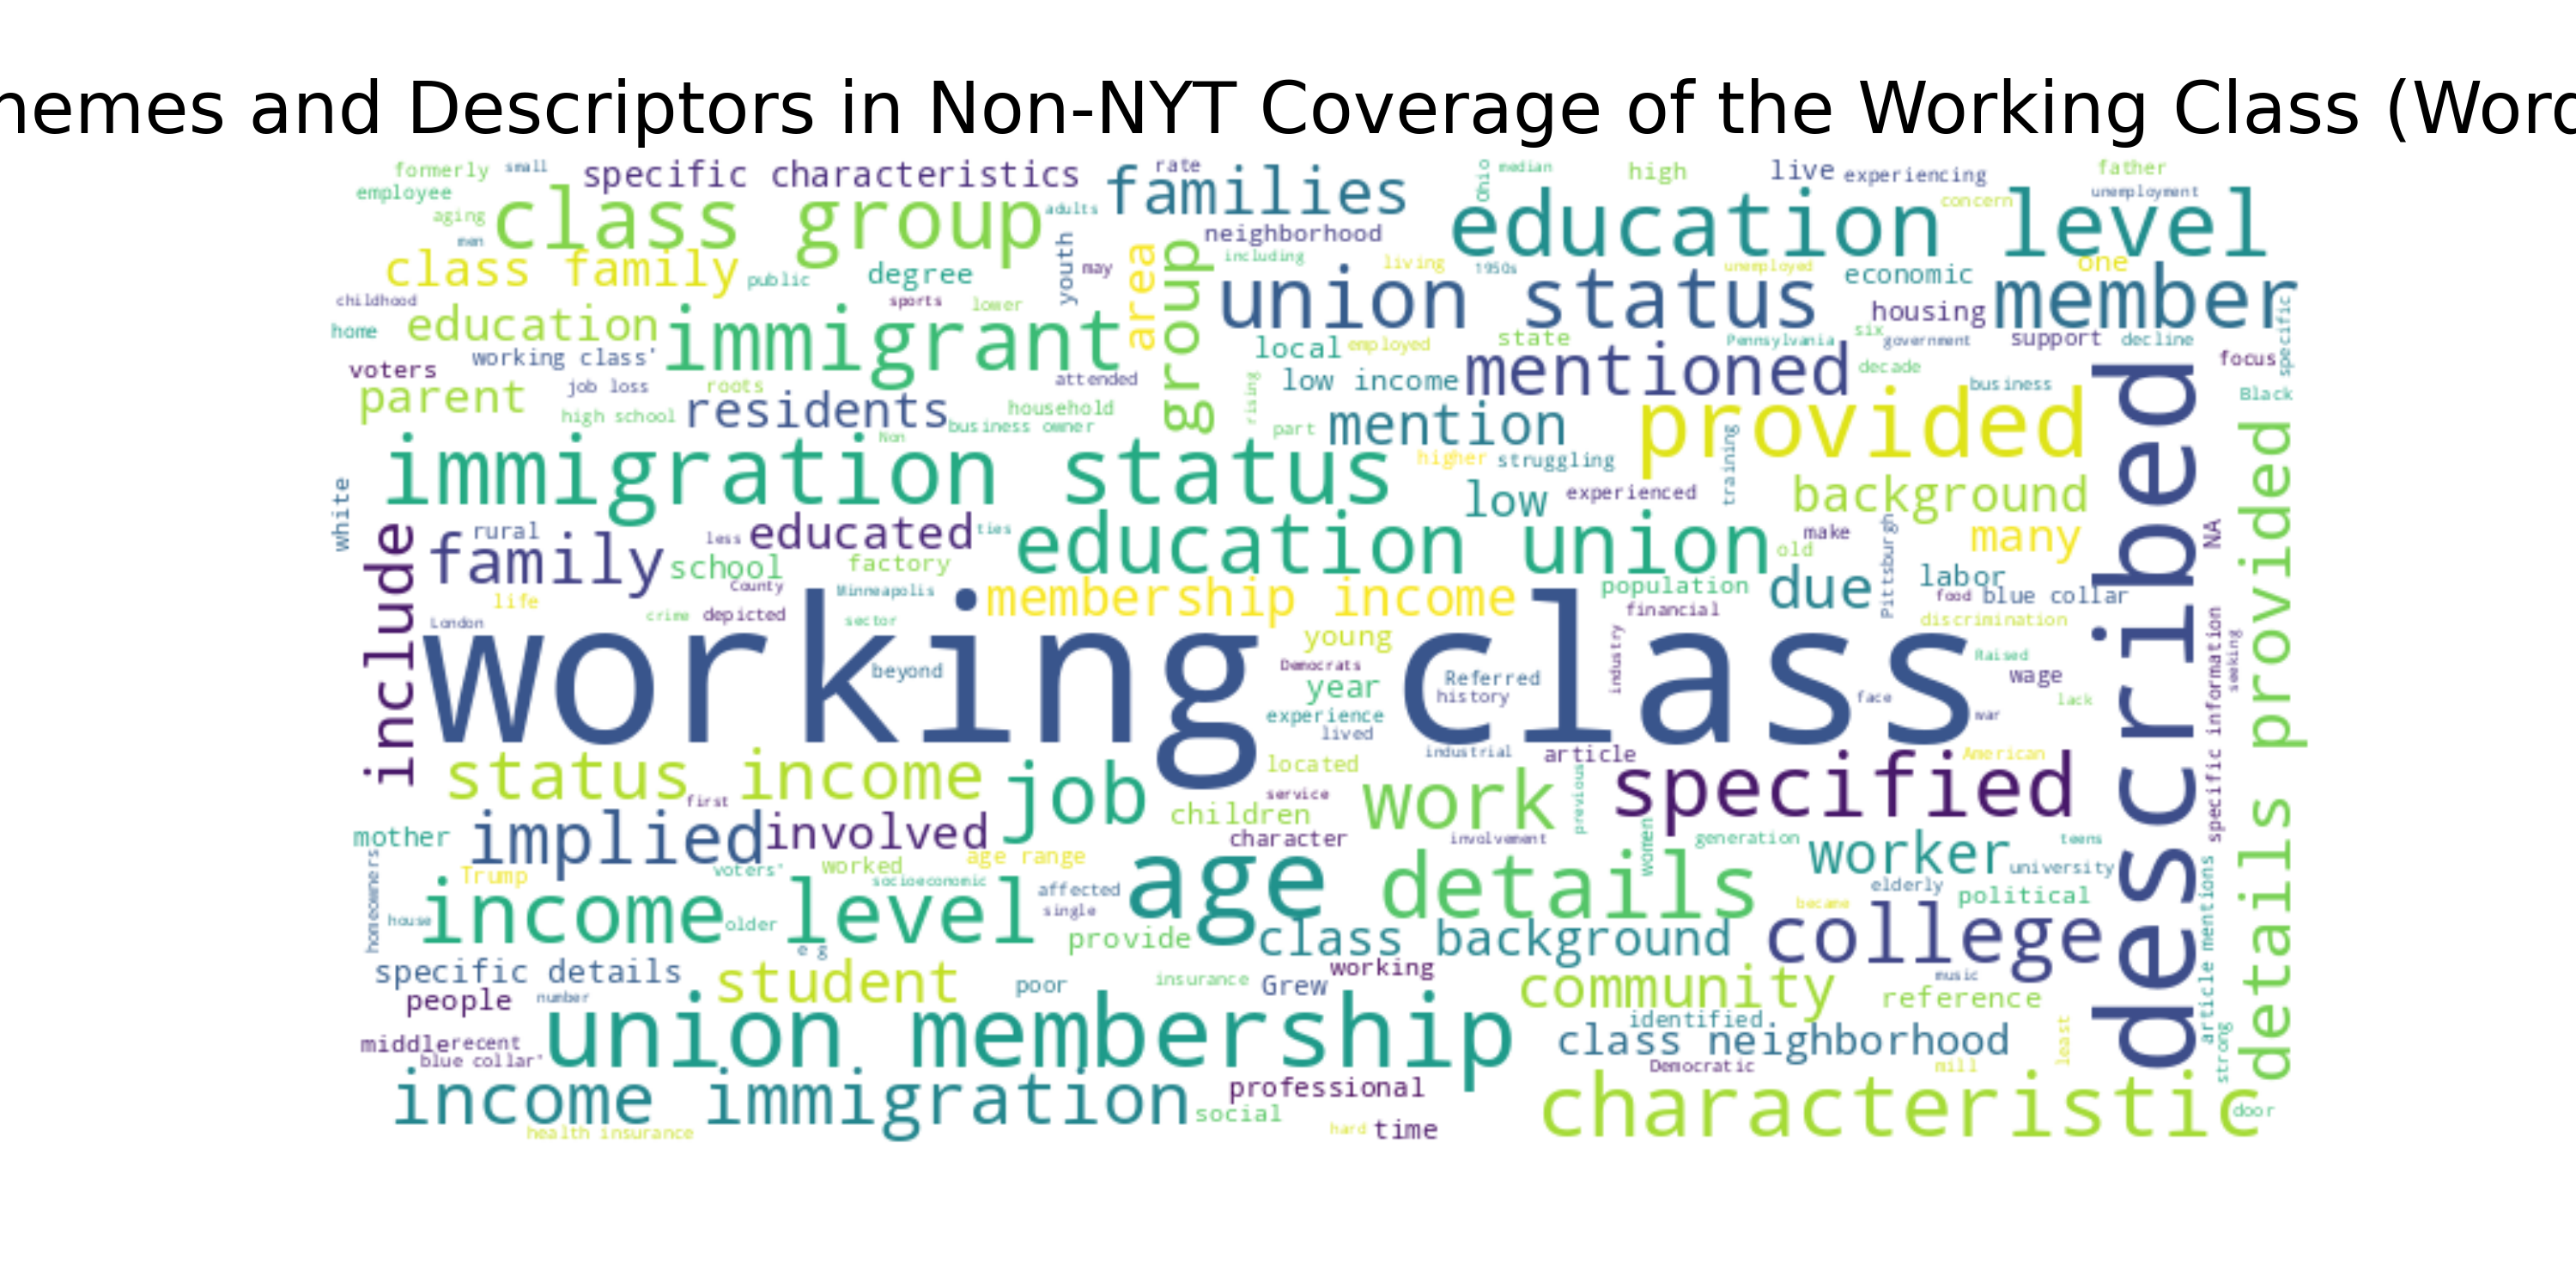 hemes and Descriptors in Non-NYT Coverage of the Working Class (Word
formerly small specific characteristics families rate Ohio median high live experiencing father
employee class group adults education level concern unemployment
aging men youth neighborhood
class family public degree may area group including living 1950s unemployed economic one
childhood sports lower union status housing member specific
home education immigrant state six Pennsylvania government support decline
voters working class' local employed mentioned decade focus
parent job loss roots attended rising low income business Black
high school residents household business owner part mention provided
Non higher struggling training
immigration status low experienced background described details provided
white include rural less educated ties education union make old Pittsburgh many NA
family school factory population due labor food blue collar
life County Minneapolis membership income financial
London crime depicted sector young discrimination
working class beyond Democrats Referred industry Raised specific information seeking
year history wage face lack
experience lived war
status income job located industrial article American
first service work previous specified
mother implied involved children character involvement women generation teens
Trump voters' worked age range worker university
homeowners socioeconomic affected age details elderly political article mentions
house income level older single became college
e g provide class background
specific details student poor insurance Grew working community music reference
people number identified
middle recent union membership class neighborhood least strong
blue collar' Democratic mill
income immigration professional social characteristic door
health insurance hard time